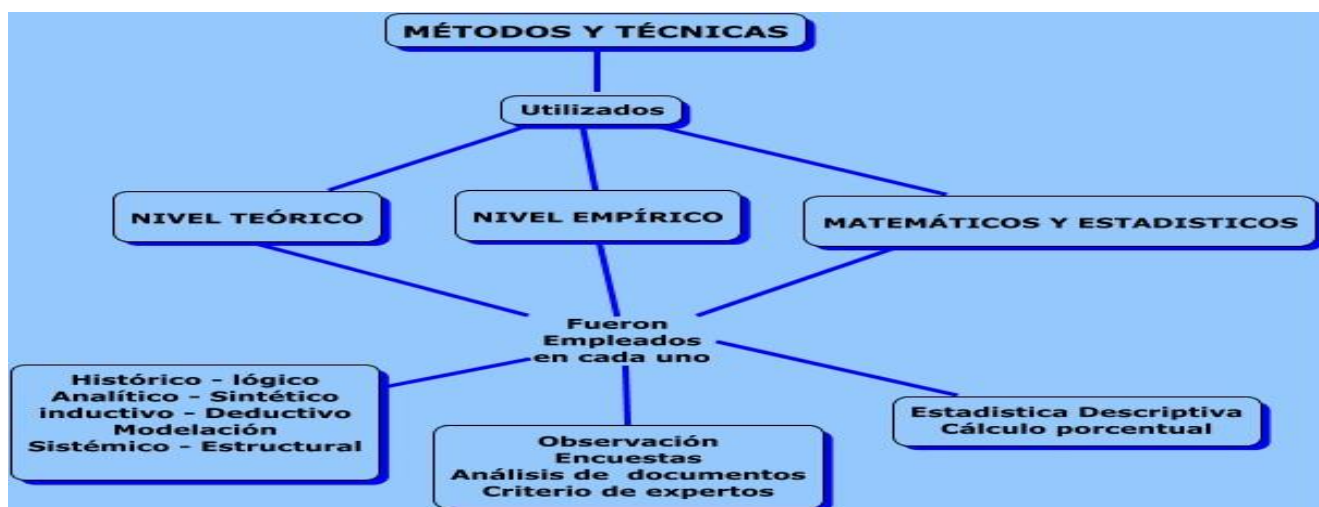 MÉTODOS Y TÉCNICAS
Utilizados
NIVEL TEÓRICO
NIVEL EMPÍRICO
MATEMÁTICOS Y ESTADISTICOS
Fueron
Empleados
en cada uno
Histórico - lógico
Analítico - Sintético
inductivo - Deductivo
Modelación
Sistémico - Estructural
Observación
Encuestas
Análisis de documentos
Criterio de expertos
Estadistica Descriptiva
Cálculo porcentual